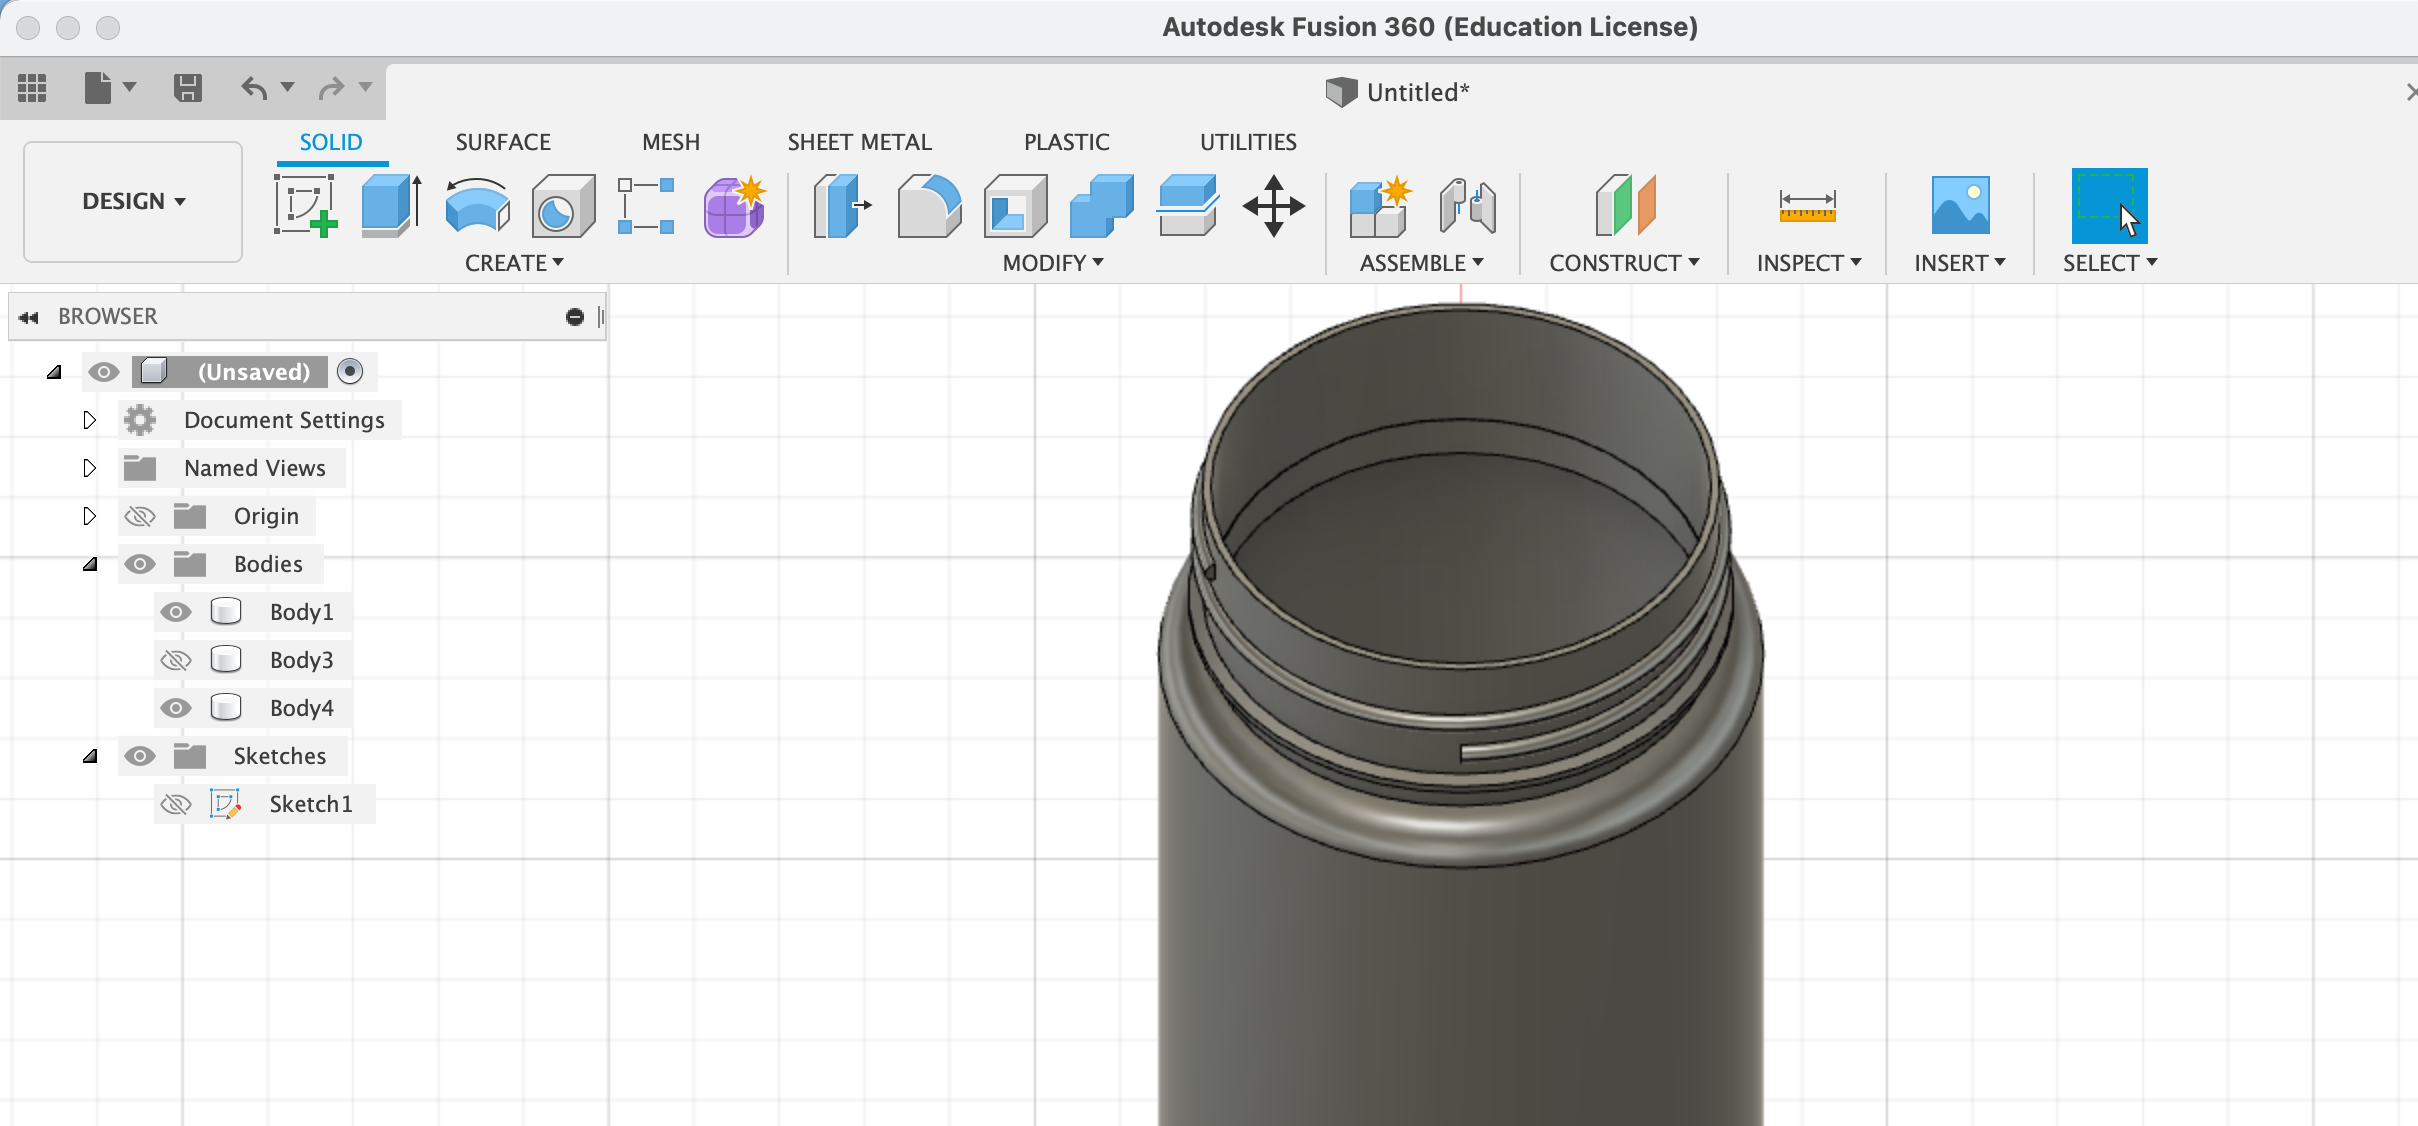 Autodesk Fusion 360 (Education License)
Untitled*
SOLID SURFACE MESH SHEET METAL PLASTIC UTILITIES
DESIGN
CREATE MODIFY ASSEMBLE CONSTRUCT INSPECT INSERT SELECT
BROWSER
(Unsaved)
Document Settings
Named Views
Origin
Bodies
Body1
Body3
Body4
Sketches
Sketch1